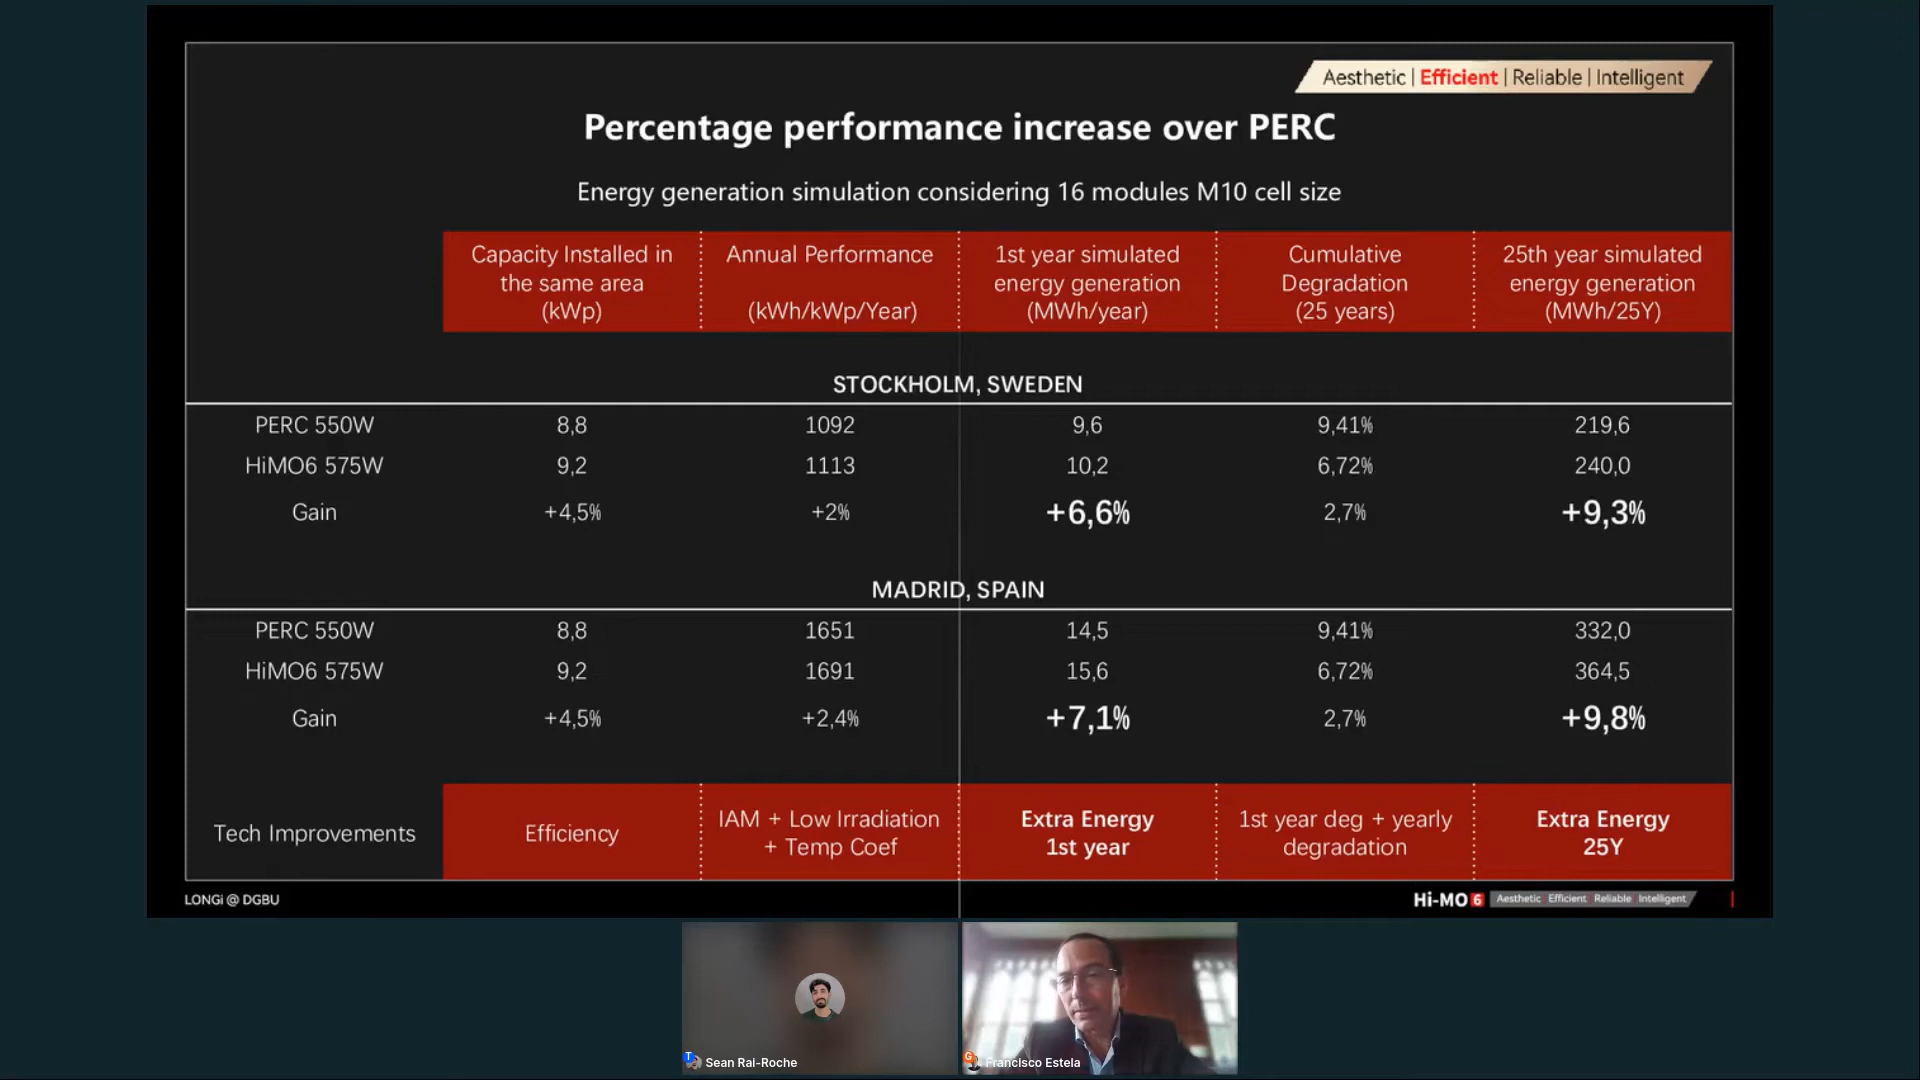 Aesthetic | Efficient | Reliable | Intelligent
Percentage performance increase over PERC
Energy generation simulation considering 16 modules M10 cell size
Capacity Installed in the same area (kWp)
Annual Performance (kWh/kWp/Year)
1st year simulated energy generation (MWh/year)
Cumulative Degradation (25 years)
25th year simulated energy generation (MWh/25Y)
STOCKHOLM, SWEDEN
PERC 550W 8,8 1092 9,6 9,41% 219,6
HiMO6 575W 9,2 1113 10,2 6,72% 240,0
Gain +4,5% +2% +6,6% 2,7% +9,3%
MADRID, SPAIN
PERC 550W 8,8 1651 14,5 9,41% 332,0
HiMO6 575W 9,2 1691 15,6 6,72% 364,5
Gain +4,5% +2,4% +7,1% 2,7% +9,8%
Tech Improvements
Efficiency
IAM + Low Irradiation + Temp Coef
Extra Energy 1st year
1st year deg + yearly degradation
Extra Energy 25Y
LONGi @ DGBU
Hi-MO 6 Aesthetic Efficient Reliable Intelligent
T Sean Rai-Roche
G Francisco Estela